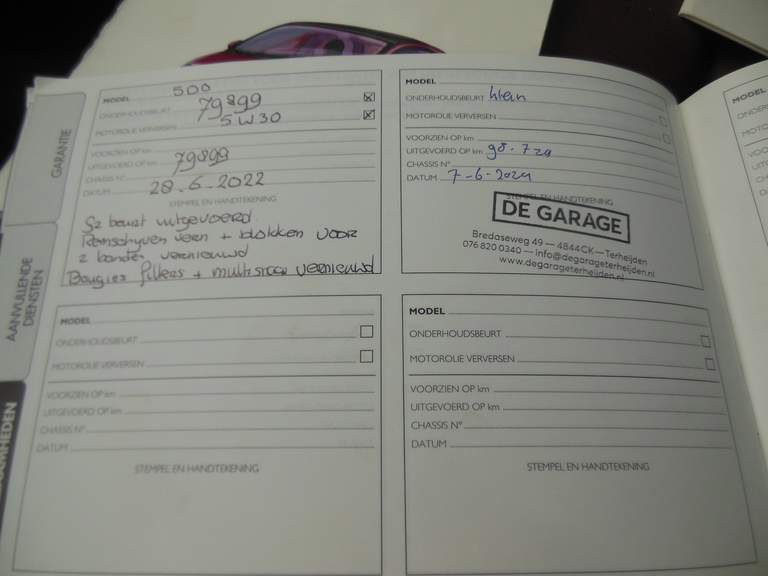 GARANTIE
AANVULLENDE
DIENSTEN
MODEL 500
ONDERHOUDSBEURT 79899
MOTOROLIE VERVERSEN 5W30
VOORZIEN OP km
UITGEVOERD OP km 79899
CHASSIS N°
DATUM 28-6-2022
STEMPEL EN HANDTEKENING
beurt uitgevoerd
Remschijven + blokken voor
2 banden vernieuwd
Bougies filters + multisnaar vernieuwd
MODEL
ONDERHOUDSBEURT klein
MOTOROLIE VERVERSEN
VOORZIEN OP km
UITGEVOERD OP km 98.729
CHASSIS N°
DATUM 7-6-2024
STEMPEL EN HANDTEKENING
DE GARAGE
Bredaseweg 49 — 4844CK — Terheijden
076 820 0340 — info@degarageterheijden.nl
www.degarageterheijden.nl
MODEL
ONDERHOUDSBEURT
MOTOROLIE VERVERSEN
VOORZIEN OP km
UITGEVOERD OP km
CHASSIS N°
DATUM
STEMPEL EN HANDTEKENING
MODEL
ONDERHOUDSBEURT
MOTOROLIE VERVERSEN
VOORZIEN OP km
UITGEVOERD OP km
CHASSIS N°
DATUM
STEMPEL EN HANDTEKENING
MODEL